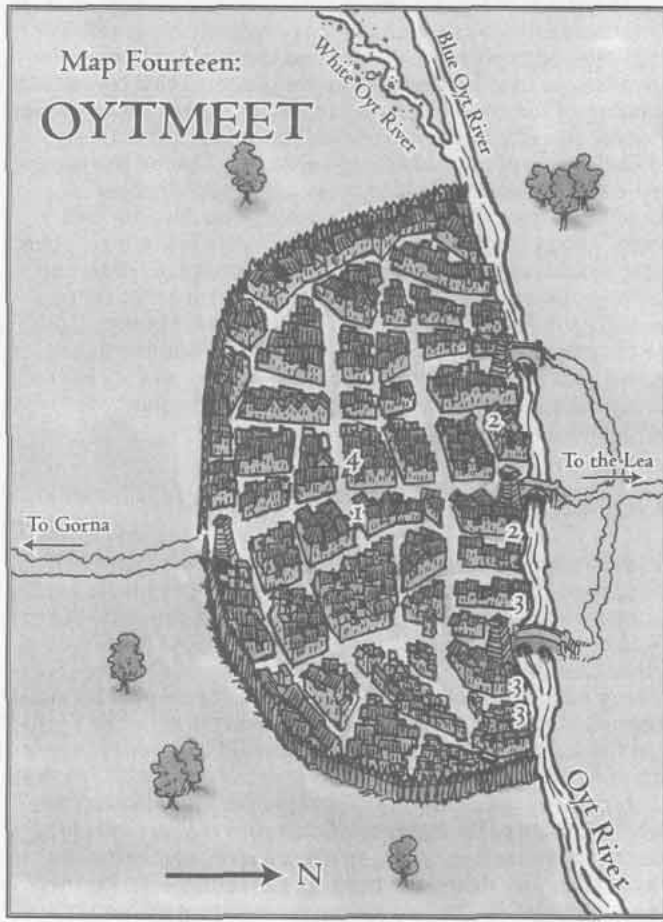 Map Fourteen:
OYTMEET
White Oyt River
Blue Oyt River
2
To the Lea
4
1
To Gorna
2
3
3
3
Oyt River
N